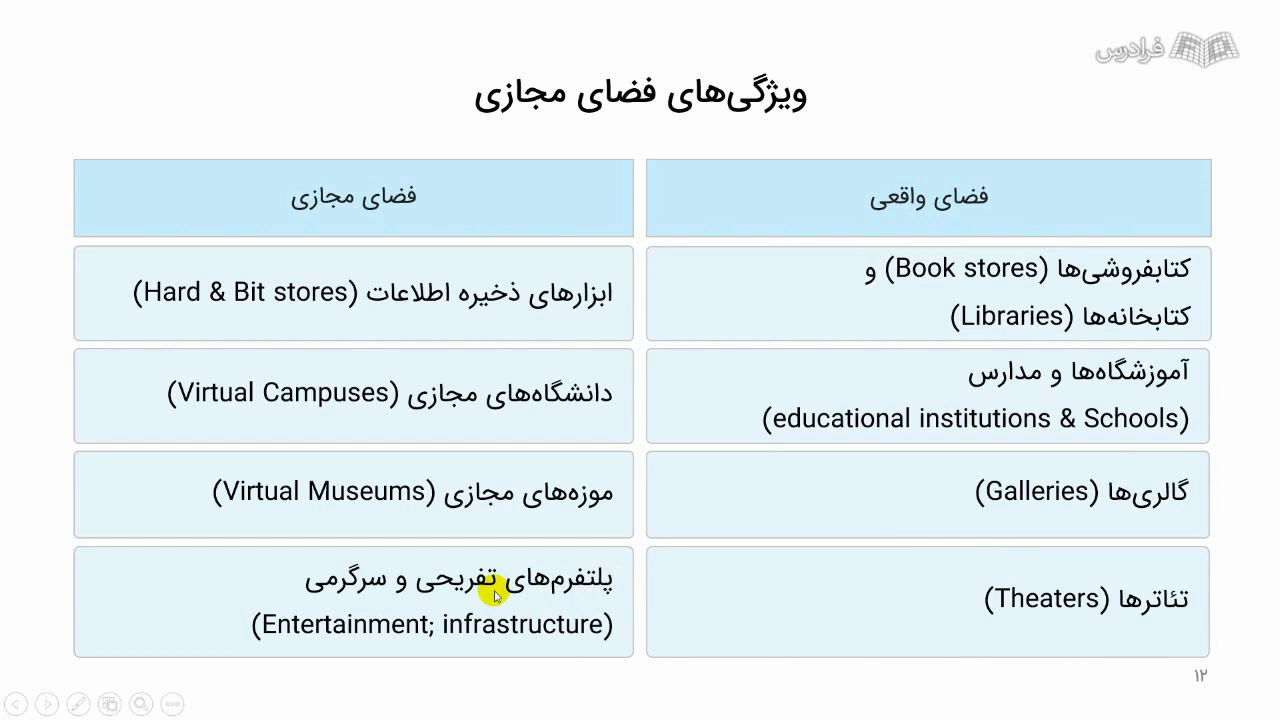 فرادرس
ویژگی‌های فضای مجازی
فضای واقعی
فضای مجازی
کتابفروشی‌ها (Book stores) و
کتابخانه‌ها (Libraries)
ابزارهای ذخیره اطلاعات (Hard & Bit stores)
آموزشگاه‌ها و مدارس
(educational institutions & Schools)
دانشگاه‌های مجازی (Virtual Campuses)
گالری‌ها (Galleries)
موزه‌های مجازی (Virtual Museums)
تئاترها (Theaters)
پلتفرم‌های تفریحی و سرگرمی
(Entertainment; infrastructure)
۱۲